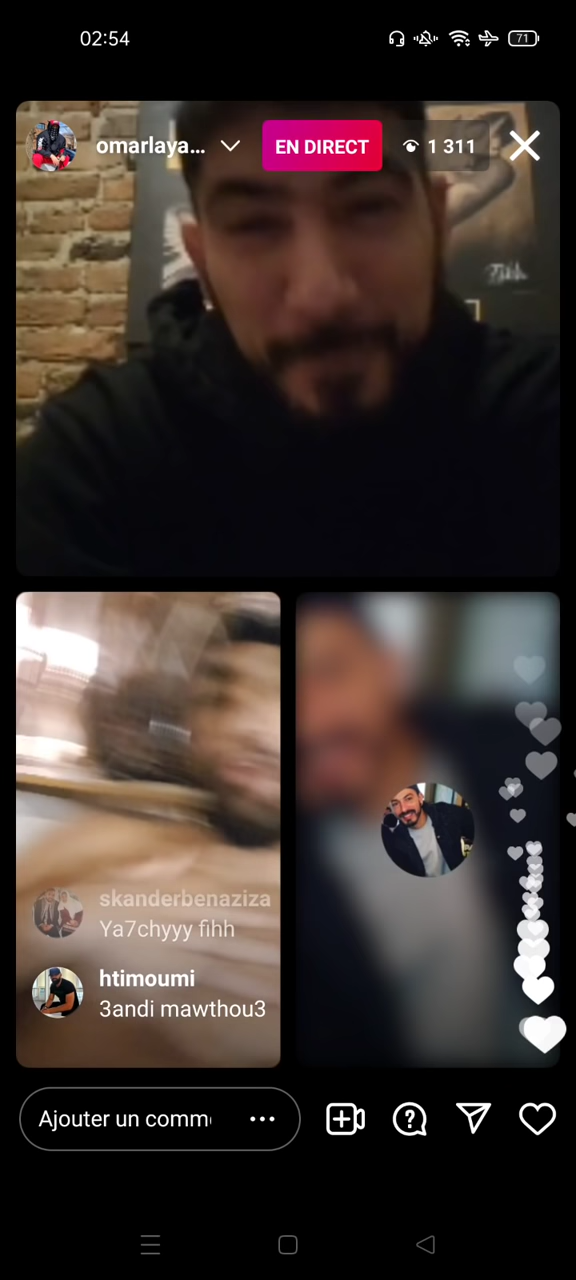 02:54
71
omarlaya...
EN DIRECT
1 311
skanderbenaziza
Ya7chyyy fihh
htimoumi
3andi mawthou3
Ajouter un comm